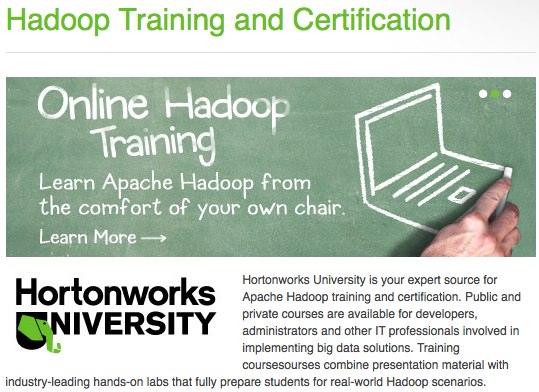 Hadoop Training and Certification
Online Hadoop
Training
Learn Apache Hadoop from
the comfort of your own chair.
Learn More →
Hortonworks
UNIVERSITY
Hortonworks University is your expert source for
Apache Hadoop training and certification. Public and
private courses are available for developers,
administrators and other IT professionals involved in
implementing big data solutions. Training
coursesourses combine presentation material with
industry-leading hands-on labs that fully prepare students for real-world Hadoop scenarios.